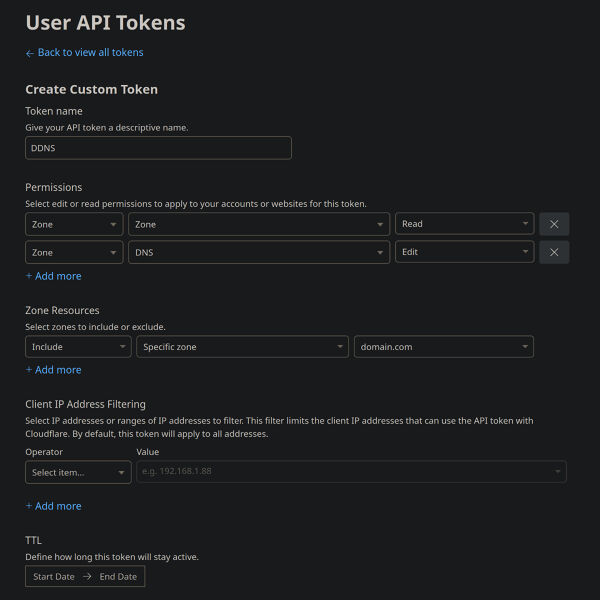 User API Tokens
← Back to view all tokens
Create Custom Token
Token name
Give your API token a descriptive name.
DDNS
Permissions
Select edit or read permissions to apply to your accounts or websites for this token.
Zone Zone Read
Zone DNS Edit
+ Add more
Zone Resources
Select zones to include or exclude.
Include Specific zone domain.com
+ Add more
Client IP Address Filtering
Select IP addresses or ranges of IP addresses to filter. This filter limits the client IP addresses that can use the API token with
Cloudflare. By default, this token will apply to all addresses.
Operator Value
Select item... e.g. 192.168.1.88
+ Add more
TTL
Define how long this token will stay active.
Start Date → End Date